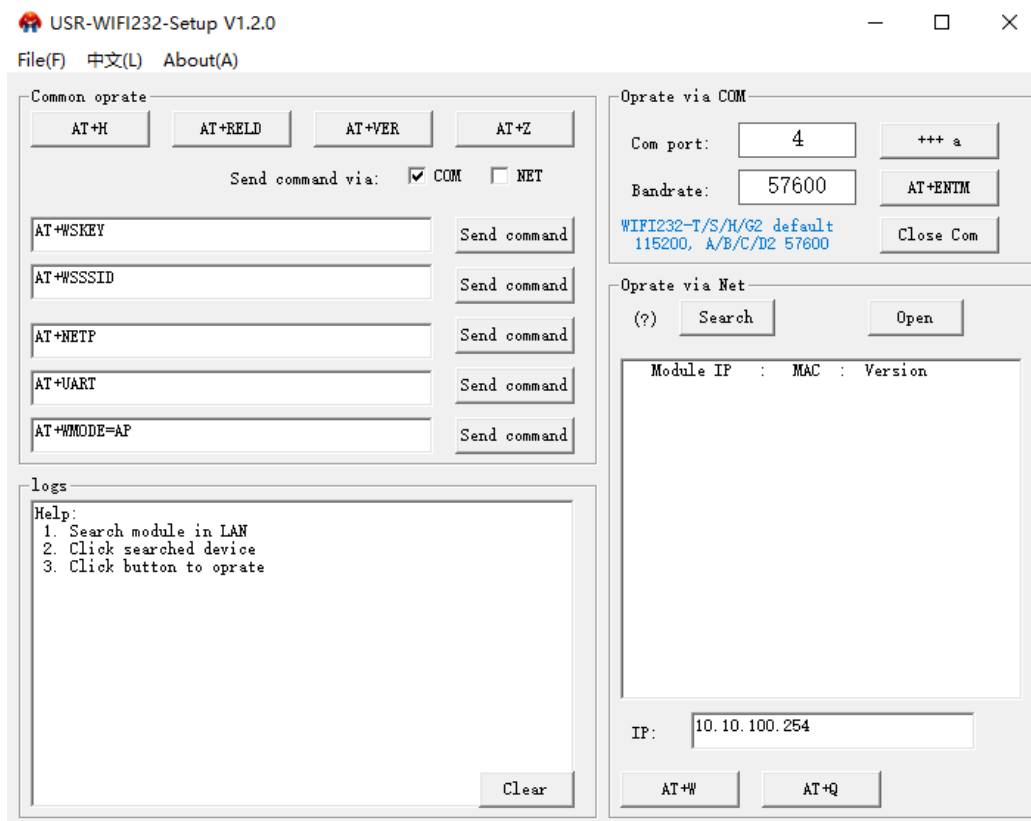 USR-WIFI232-Setup V1.2.0
File(F) 中文(L) About(A)
Common oprate
AT+H AT+RELD AT+VER AT+Z
Send command via: COM NET
AT+WSKEY Send command
AT+WSSSID Send command
AT+NETP Send command
AT+UART Send command
AT+WMODE=AP Send command
logs
Help:
1. Search module in LAN
2. Click searched device
3. Click button to oprate
Clear
Oprate via COM
Com port: 4 +++ a
Bandrate: 57600 AT+ENTM
WIFI232-T/S/H/G2 default
115200, A/B/C/D2 57600
Close Com
Oprate via Net
(?) Search Open
Module IP : MAC : Version
IP: 10.10.100.254
AT+W AT+Q